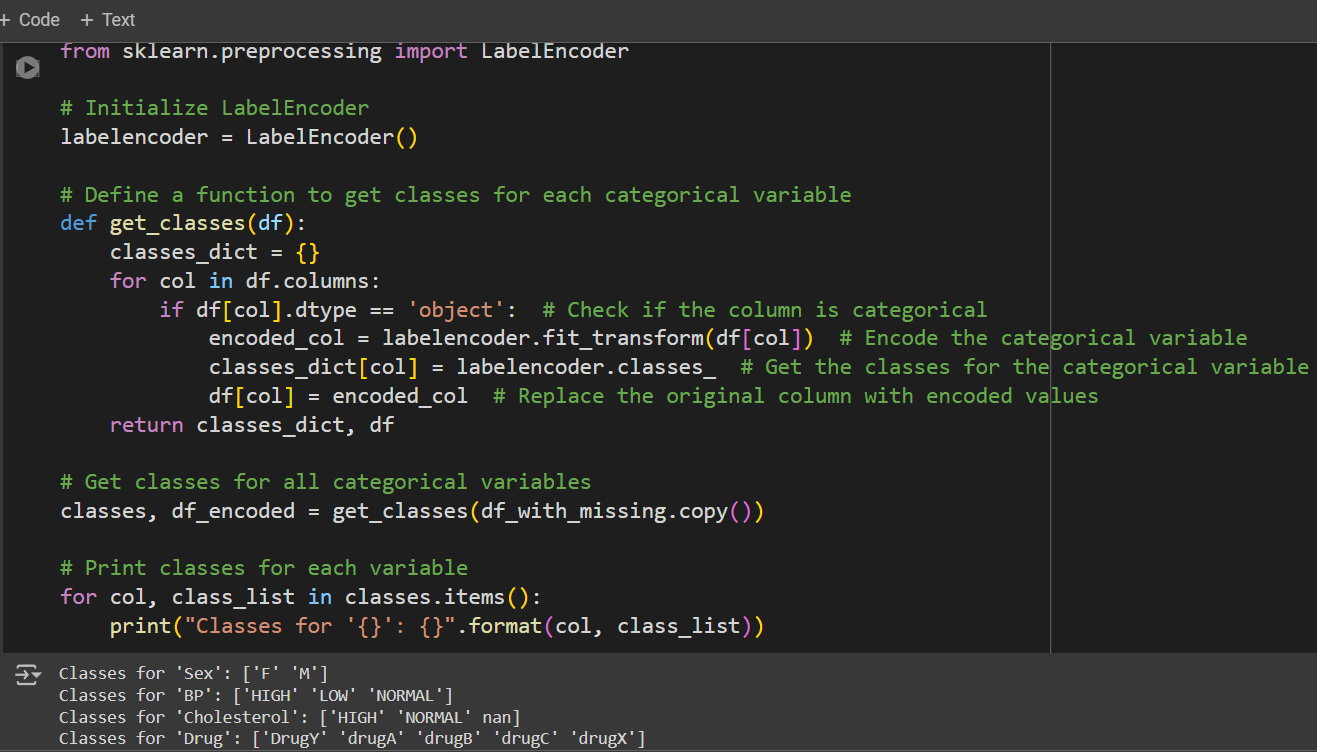 + Code + Text
from sklearn.preprocessing import LabelEncoder
# Initialize LabelEncoder
labelencoder = LabelEncoder()
# Define a function to get classes for each categorical variable
def get_classes(df):
    classes_dict = {}
    for col in df.columns:
        if df[col].dtype == 'object':  # Check if the column is categorical
            encoded_col = labelencoder.fit_transform(df[col])  # Encode the categorical variable
            classes_dict[col] = labelencoder.classes_  # Get the classes for the categorical variable
            df[col] = encoded_col  # Replace the original column with encoded values
    return classes_dict, df
# Get classes for all categorical variables
classes, df_encoded = get_classes(df_with_missing.copy())
# Print classes for each variable
for col, class_list in classes.items():
    print("Classes for '{}': {}".format(col, class_list))
Classes for 'Sex': ['F' 'M']
Classes for 'BP': ['HIGH' 'LOW' 'NORMAL']
Classes for 'Cholesterol': ['HIGH' 'NORMAL' nan]
Classes for 'Drug': ['DrugY' 'drugA' 'drugB' 'drugC' 'drugX']